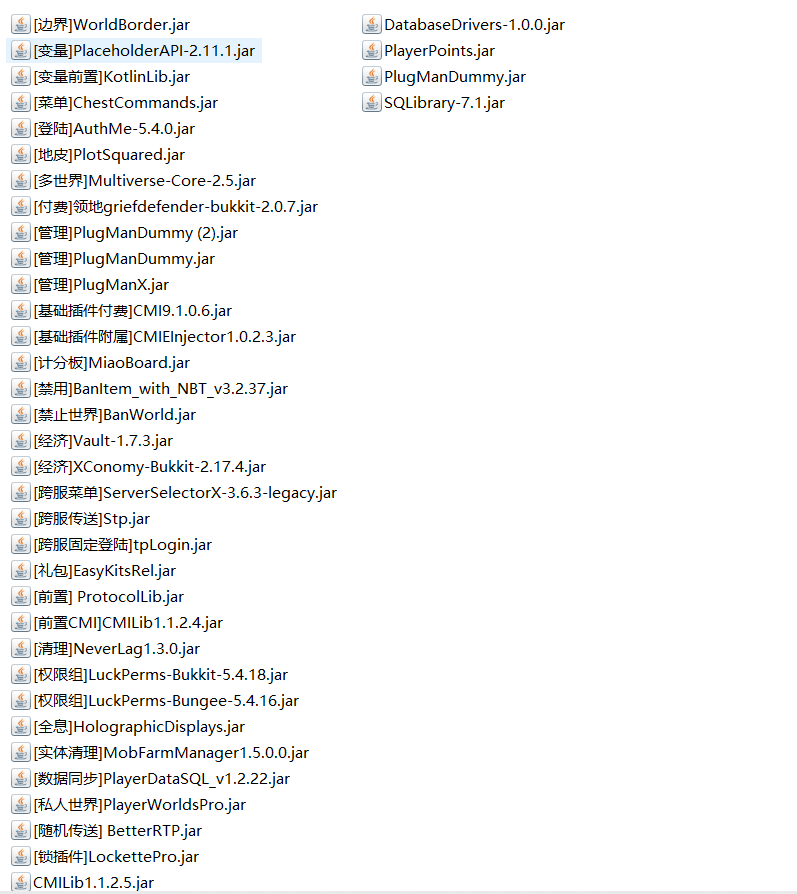 [边界]WorldBorder.jar
[变量]PlaceholderAPI-2.11.1.jar
[变量前置]KotlinLib.jar
[菜单]ChestCommands.jar
[登陆]AuthMe-5.4.0.jar
[地皮]PlotSquared.jar
[多世界]Multiverse-Core-2.5.jar
[付费]领地griefdefender-bukkit-2.0.7.jar
[管理]PlugManDummy (2).jar
[管理]PlugManDummy.jar
[管理]PlugManX.jar
[基础插件付费]CMI9.1.0.6.jar
[基础插件附属]CMIEInjector1.0.2.3.jar
[计分板]MiaoBoard.jar
[禁用]BanItem_with_NBT_v3.2.37.jar
[禁止世界]BanWorld.jar
[经济]Vault-1.7.3.jar
[经济]XConomy-Bukkit-2.17.4.jar
[跨服菜单]ServerSelectorX-3.6.3-legacy.jar
[跨服传送]Stp.jar
[跨服固定登陆]tpLogin.jar
[礼包]EasyKitsRel.jar
[前置] ProtocolLib.jar
[前置CMI]CMILib1.1.2.4.jar
[清理]NeverLag1.3.0.jar
[权限组]LuckPerms-Bukkit-5.4.18.jar
[权限组]LuckPerms-Bungee-5.4.16.jar
[全息]HolographicDisplays.jar
[实体清理]MobFarmManager1.5.0.0.jar
[数据同步]PlayerDataSQL_v1.2.22.jar
[私人世界]PlayerWorldsPro.jar
[随机传送] BetterRTP.jar
[锁插件]LockettePro.jar
CMILib1.1.2.5.jar
DatabaseDrivers-1.0.0.jar
PlayerPoints.jar
PlugManDummy.jar
SQLibrary-7.1.jar